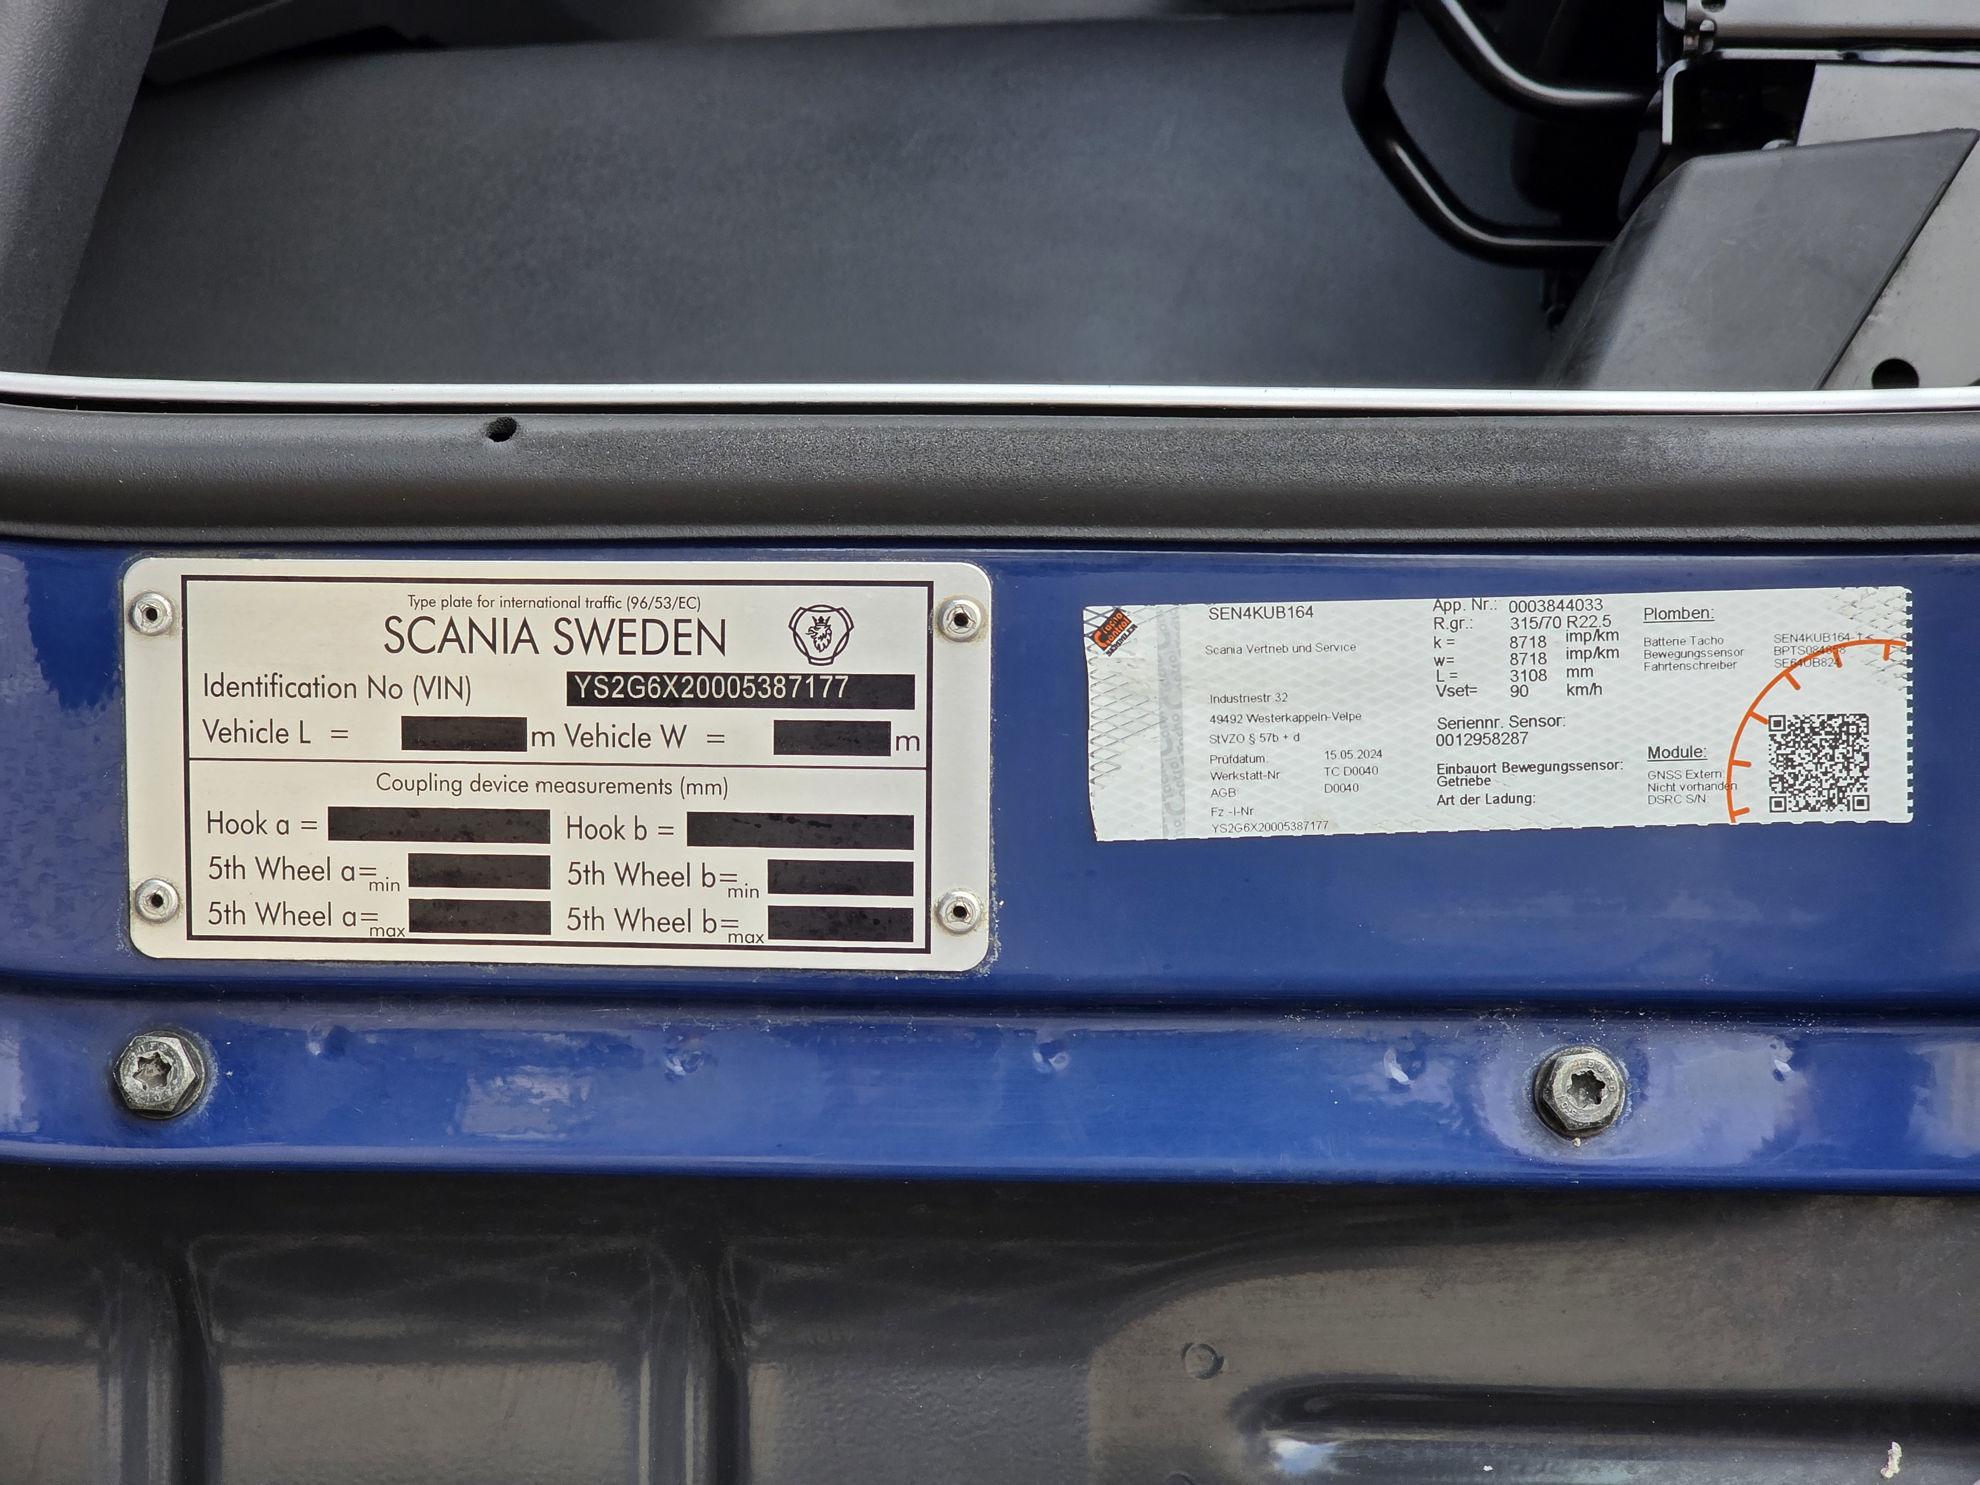 Type plate for international traffic (96/53/EC)
SCANIA SWEDEN
Identification No (VIN) YS2G6X20005387177
Vehicle L = m Vehicle W = m
Coupling device measurements (mm)
Hook a = Hook b =
5th Wheel a= min 5th Wheel b= min
5th Wheel a= max 5th Wheel b= max
SEN4KUB164
Scania Vertrieb und Service
Industriestr 32
49492 Westerkappeln-Velpe
StVZO § 57b + d
Prüfdatum: 15.05.2024
Werkstatt-Nr TC D0040
AGB D0040
Fz.-I-Nr
YS2G6X20005387177
App. Nr.: 0003844033
R.gr.: 315/70 R22.5
k = 8718 imp/km
w= 8718 imp/km
L = 3108 mm
Vset= 90 km/h
Seriennr. Sensor:
0012958287
Einbauort Bewegungssensor:
Getriebe
Art der Ladung:
Plomben:
Batterie Tacho SEN4KUB164-1
Bewegungssensor
Fahrtenschreiber
Module:
GNSS Extern:
Nicht vorhanden
DSRC S/N: